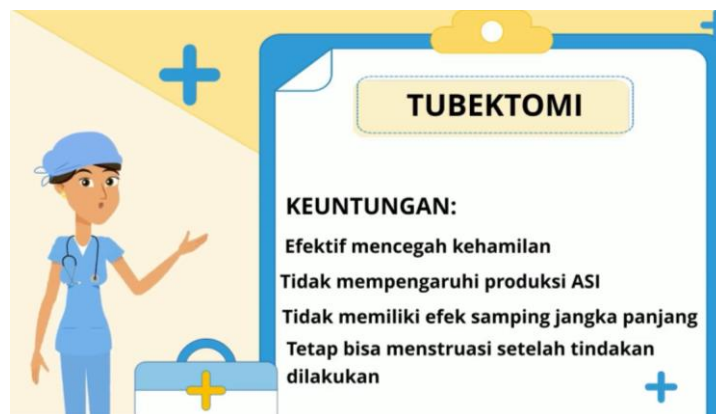 TUBEKTOMI
KEUNTUNGAN:
Efektif mencegah kehamilan
Tidak mempengaruhi produksi ASI
Tidak memiliki efek samping jangka panjang
Tetap bisa menstruasi setelah tindakan
dilakukan